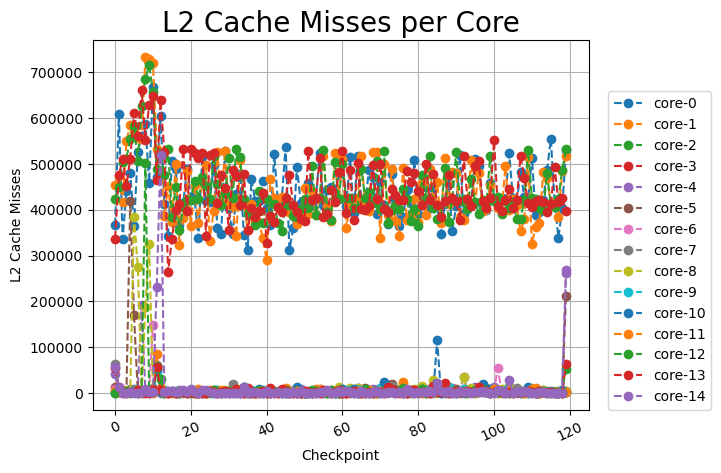 L2 Cache Misses per Core
L2 Cache Misses
700000
600000
500000
400000
300000
200000
100000
0
0
20
40
60
80
100
120
Checkpoint
core-0
core-1
core-2
core-3
core-4
core-5
core-6
core-7
core-8
core-9
core-10
core-11
core-12
core-13
core-14